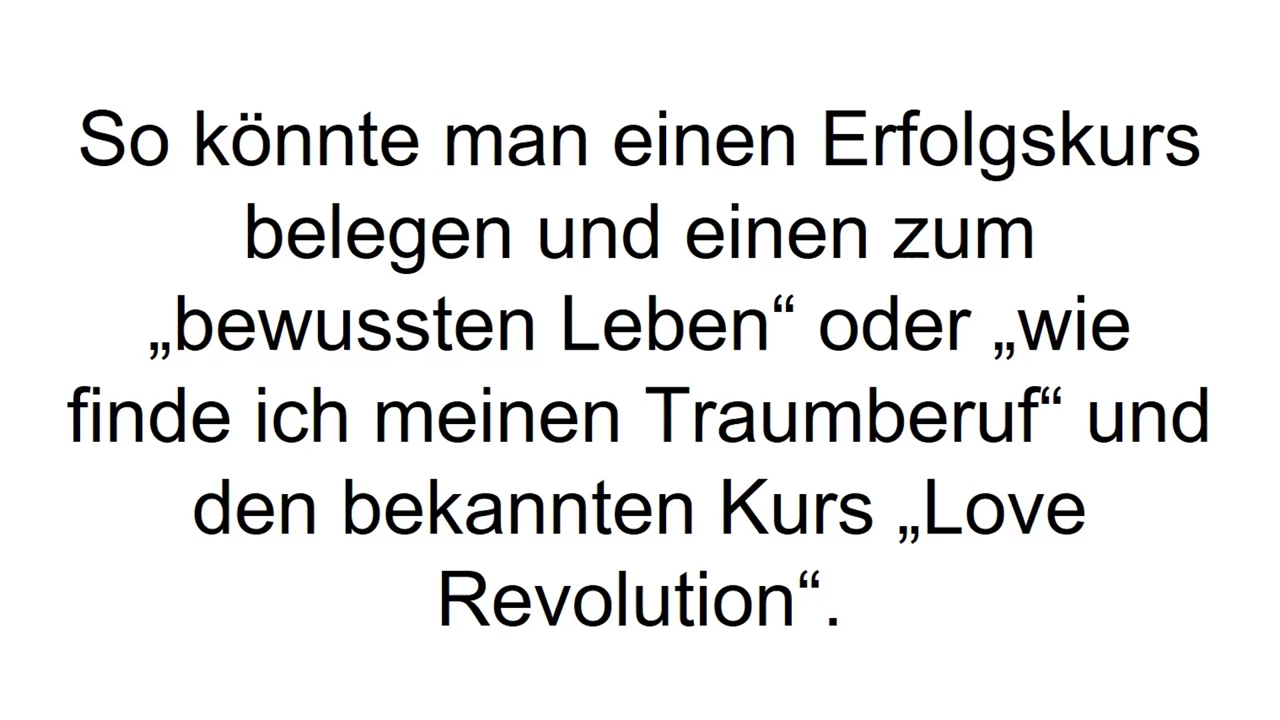 So könnte man einen Erfolgskurs
belegen und einen zum
„bewussten Leben“ oder „wie
finde ich meinen Traumberuf“ und
den bekannten Kurs „Love
Revolution“.